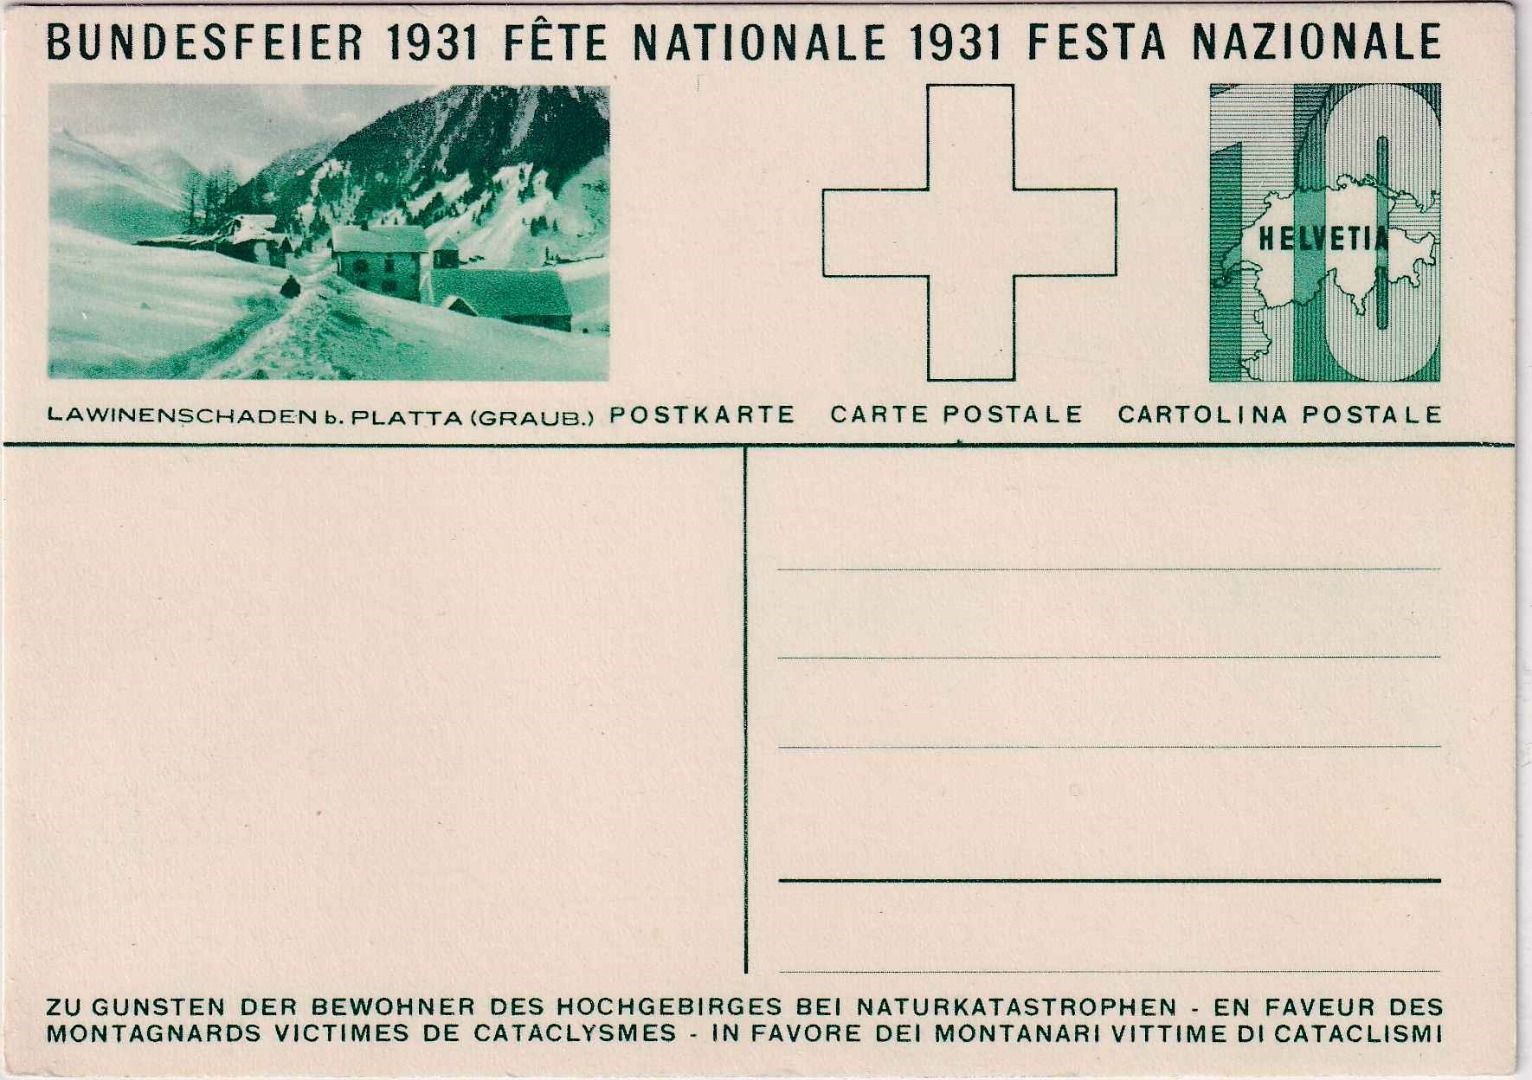 BUNDESFEIER 1931 FÊTE NATIONALE 1931 FESTA NAZIONALE
10
HELVETIA
LAWINENSCHADEN b. PLATTA (GRAUB.) POSTKARTE CARTE POSTALE CARTOLINA POSTALE
ZU GUNSTEN DER BEWOHNER DES HOCHGEBIRGES BEI NATURKATASTROPHEN - EN FAVEUR DES
MONTAGNARDS VICTIMES DE CATACLYSMES - IN FAVORE DEI MONTANARI VITTIME DI CATACLISMI